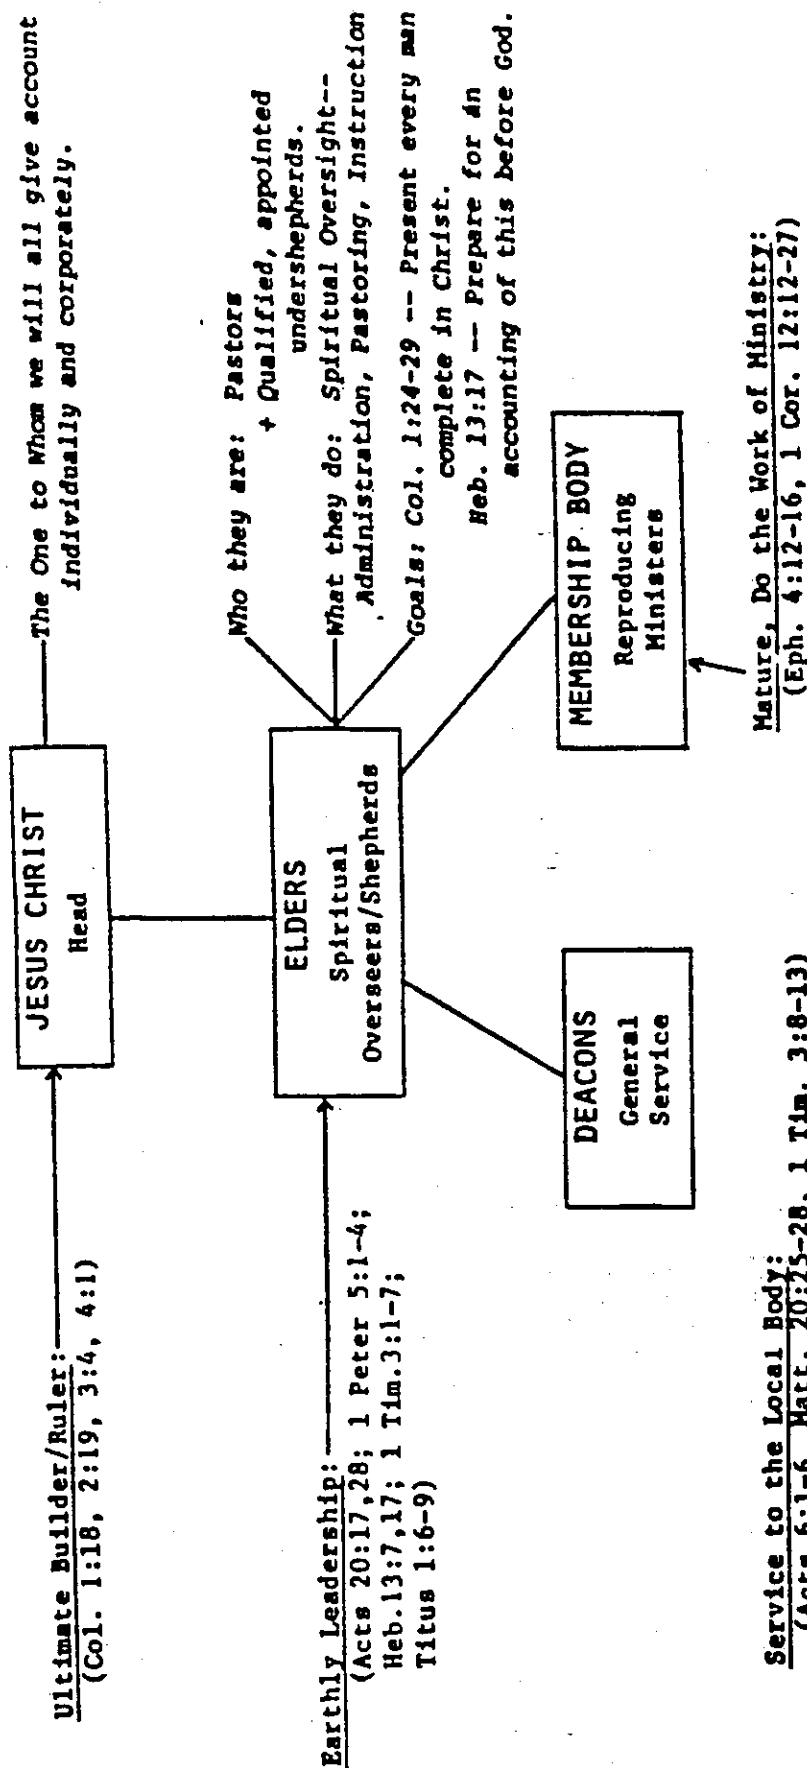 Ultimate Builder/Ruler:
(Col. 1:18, 2:19, 3:4, 4:1)
JESUS CHRIST
Head
The One to Whom we will all give account
individually and corporately.
Earthly Leadership:
(Acts 20:17,28; 1 Peter 5:1-4;
Heb.13:7,17; 1 Tim.3:1-7;
Titus 1:6-9)
ELDERS
Spiritual
Overseers/Shepherds
Who they are: Pastors
+ Qualified, appointed
undershepherds.
What they do: Spiritual Oversight--
Administration, Pastoring, Instruction
Goals: Col. 1:24-29 -- Present every man
complete in Christ.
Heb. 13:17 -- Prepare for an
accounting of this before God.
DEACONS
General
Service
MEMBERSHIP BODY
Reproducing
Ministers
Service to the Local Body:
(Acts 6:1-6, Matt. 20:25-28, 1 Tim. 3:8-13)
Mature, Do the Work of Ministry:
(Eph. 4:12-16, 1 Cor. 12:12-27)